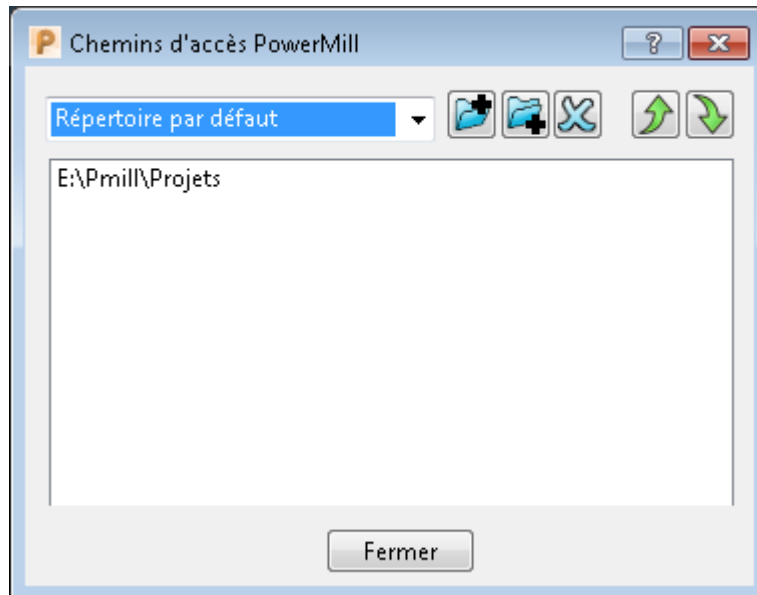 Chemins d'accès PowerMill
Répertoire par défaut
E:\Pmill\Projets
Fermer